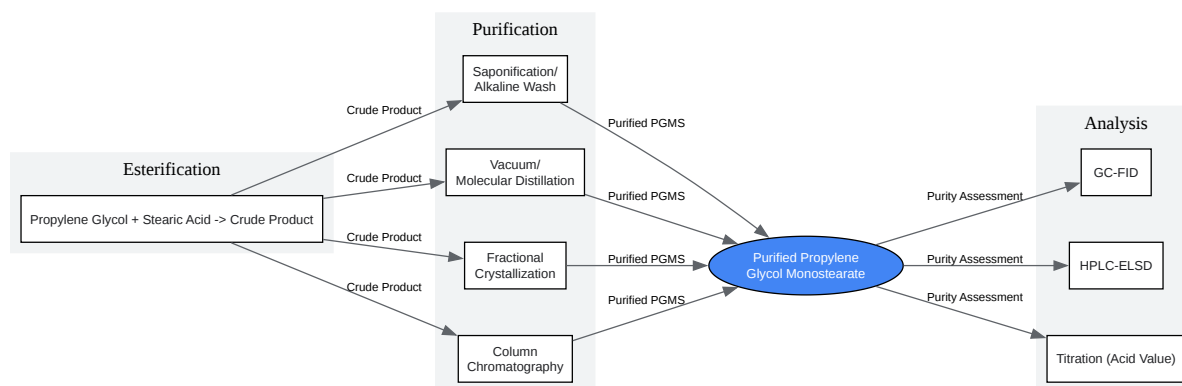 Esterification
Propylene Glycol + Stearic Acid -> Crude Product
Crude Product
Crude Product
Crude Product
Crude Product
Purification
Saponification/
Alkaline Wash
Vacuum/
Molecular Distillation
Fractional
Crystallization
Column
Chromatography
Purified PGMS
Purified PGMS
Purified PGMS
Purified PGMS
Purified Propylene
Glycol Monostearate
Purity Assessment
Purity Assessment
Purity Assessment
Analysis
GC-FID
HPLC-ELSD
Titration (Acid Value)